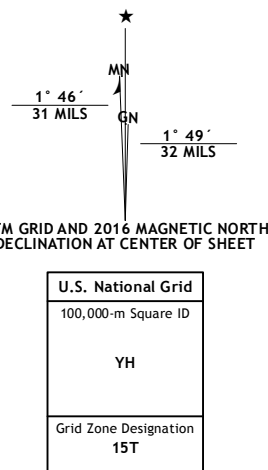 MN
1° 46´
31 MILS
GN
1° 49´
32 MILS
TM GRID AND 2016 MAGNETIC NORTH
DECLINATION AT CENTER OF SHEET
U.S. National Grid
100,000-m Square ID
YH
Grid Zone Designation
15T